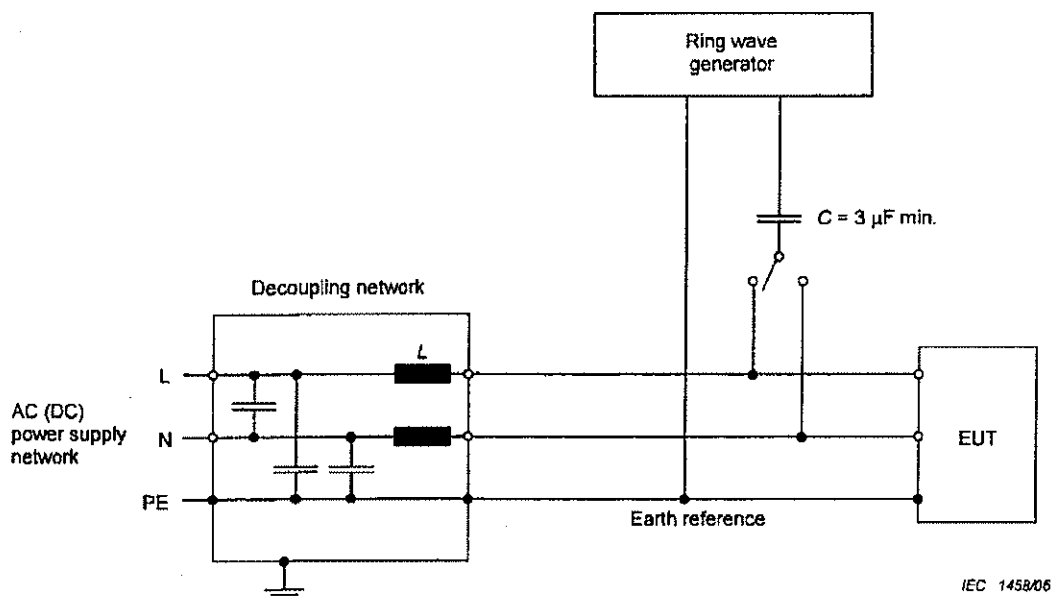 Ring wave
generator
C = 3 μF min.
Decoupling network
L
L
AC (DC)
power supply
network
N
EUT
PE
Earth reference
IEC 1458/06